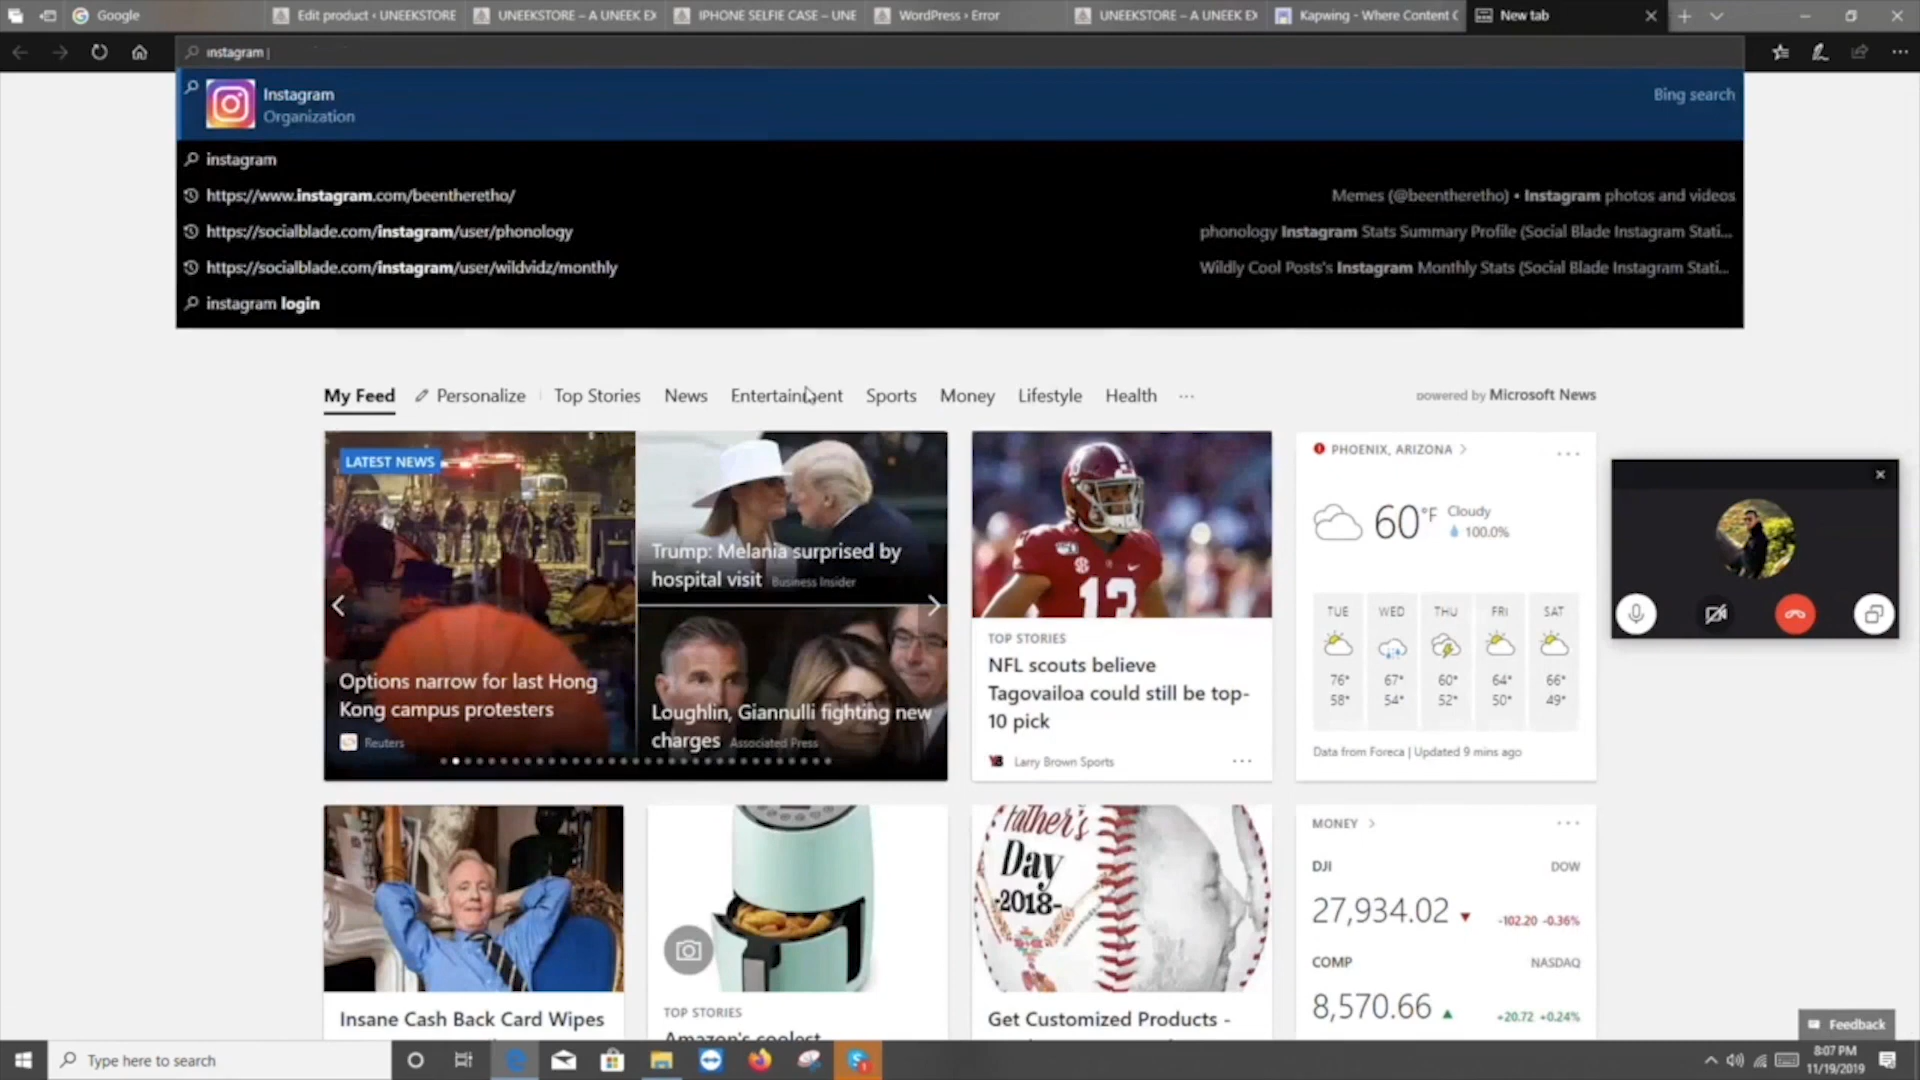 Google
Edit product ‹ UNEEKSTORE
UNEEKSTORE – A UNEEK EX
IPHONE SELFIE CASE – UNE
WordPress › Error
UNEEKSTORE – A UNEEK EX
Kapwing - Where Content C
New tab
instagram
Instagram
Organization
Bing search
instagram
https://www.instagram.com/beentheretho/
Memes (@beentheretho) • Instagram photos and videos
https://socialblade.com/instagram/user/phonology
phonology Instagram Stats Summary Profile (Social Blade Instagram Stati...
https://socialblade.com/instagram/user/wildvidz/monthly
Wildly Cool Posts's Instagram Monthly Stats (Social Blade Instagram Stati...
instagram login
My Feed
Personalize
Top Stories
News
Entertainment
Sports
Money
Lifestyle
Health
powered by Microsoft News
LATEST NEWS
Options narrow for last Hong
Kong campus protesters
Reuters
Trump: Melania surprised by
hospital visit Business Insider
Loughlin, Giannulli fighting new
charges Associated Press
13
TOP STORIES
NFL scouts believe
Tagovailoa could still be top-
10 pick
Larry Brown Sports
PHOENIX, ARIZONA
60°F
Cloudy
100.0%
TUE WED THU FRI SAT
76° 67° 60° 64° 66°
58° 54° 52° 50° 49°
Data from Foreca | Updated 9 mins ago
Insane Cash Back Card Wipes
TOP STORIES
Amazon's coolest
Father's
Day
-2018-
Get Customized Products -
MONEY
DJI DOW
27,934.02 -102.20 -0.36%
COMP NASDAQ
8,570.66 +20.72 +0.24%
Feedback
Type here to search
8:07 PM
11/19/2019